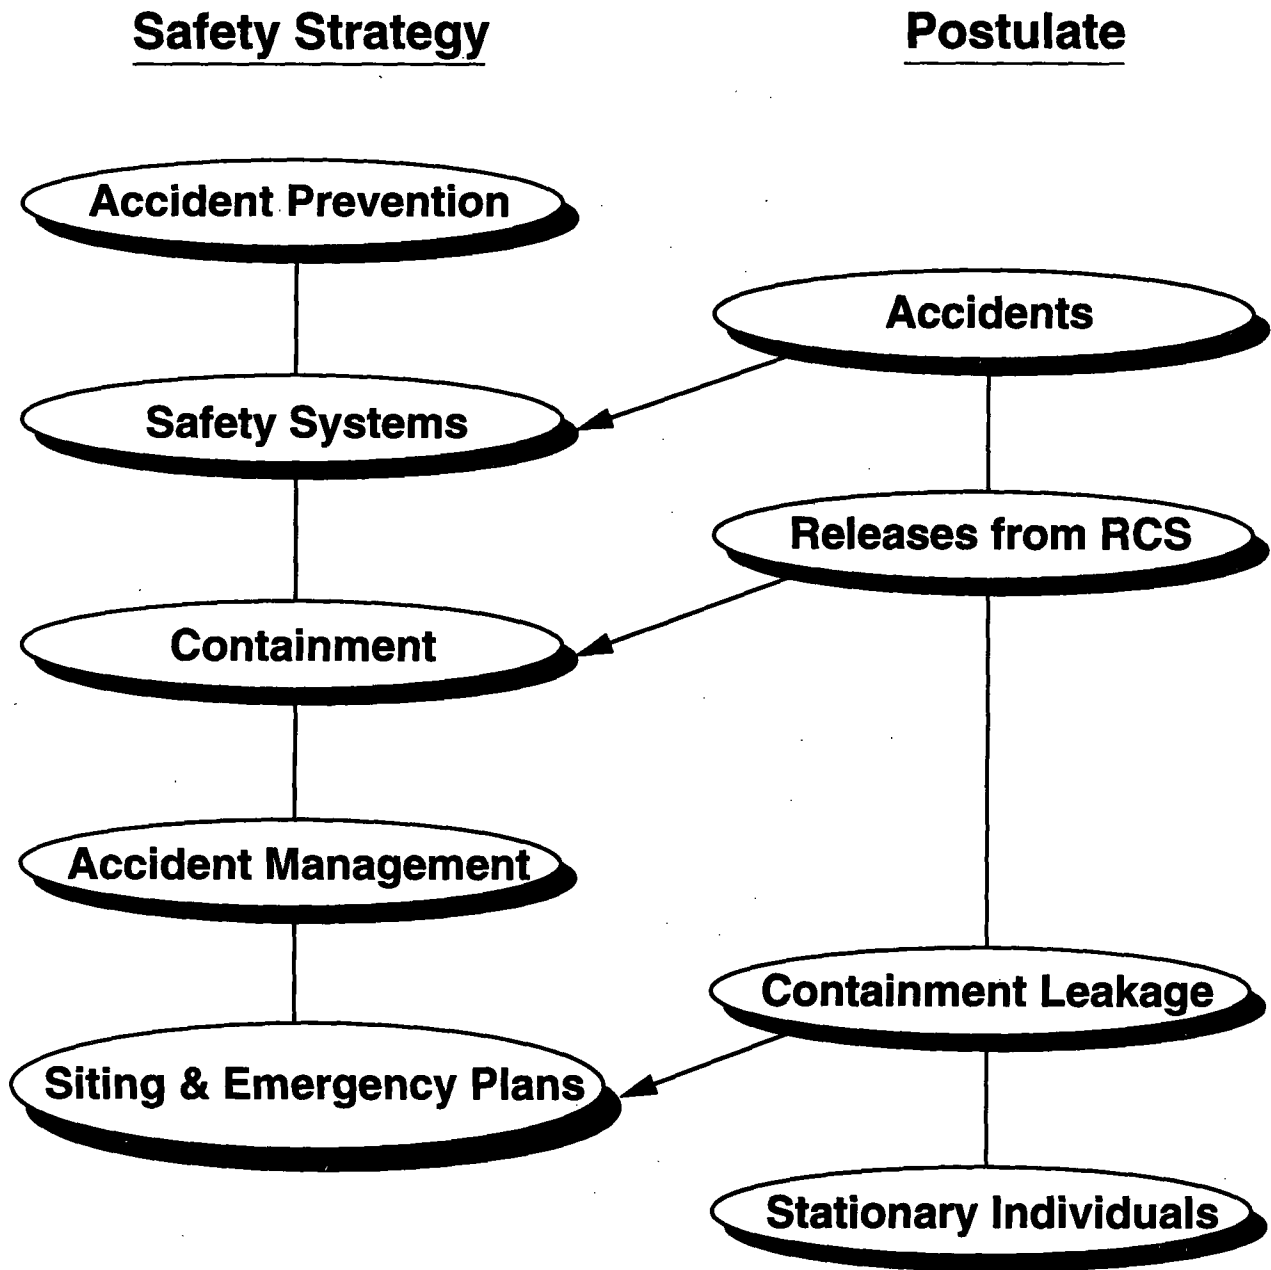 Safety Strategy
Postulate
Accident Prevention
Accidents
Safety Systems
Releases from RCS
Containment
Accident Management
Containment Leakage
Siting & Emergency Plans
Stationary Individuals